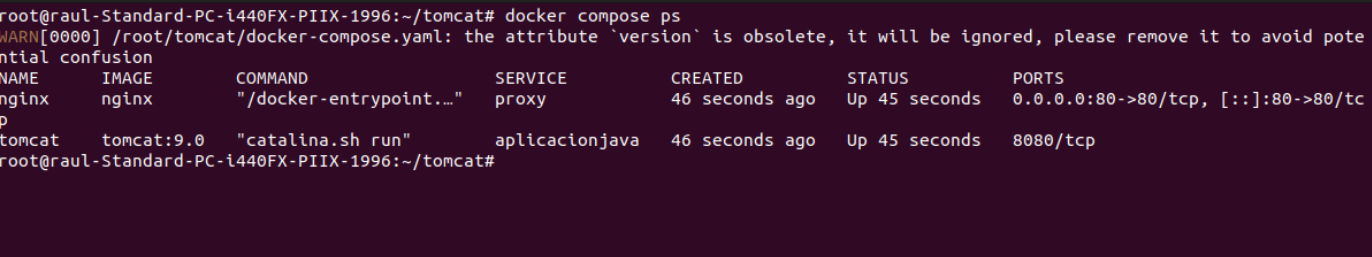 root@raul-Standard-PC-i440FX-PIIX-1996:~/tomcat# docker compose ps
WARN[0000] /root/tomcat/docker-compose.yaml: the attribute `version` is obsolete, it will be ignored, please remove it to avoid pote
ntial confusion
NAME      IMAGE        COMMAND                  SERVICE          CREATED          STATUS          PORTS
nginx     nginx        "/docker-entrypoint.…"   proxy            46 seconds ago   Up 45 seconds   0.0.0.0:80->80/tcp, [::]:80->80/tc
p
tomcat    tomcat:9.0   "catalina.sh run"        aplicacionjava   46 seconds ago   Up 45 seconds   8080/tcp
root@raul-Standard-PC-i440FX-PIIX-1996:~/tomcat#